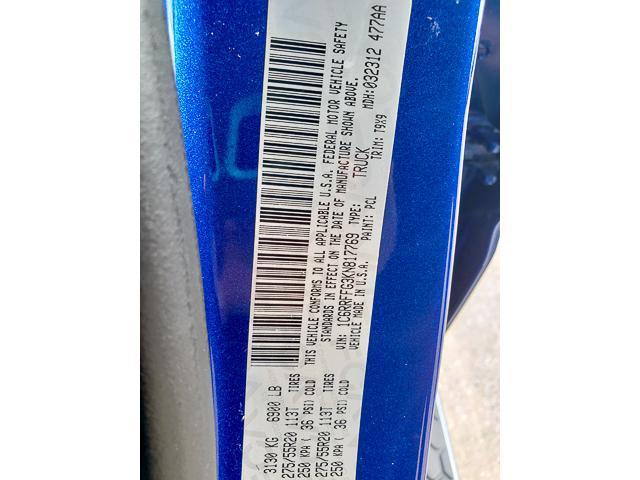 3130 KG 6900 LB
275/55R20 113T TIRES
250 KPA ( 36 PSI) COLD
275/55R20 113T TIRES
250 KPA ( 36 PSI) COLD
THIS VEHICLE CONFORMS TO ALL APPLICABLE U.S.A. FEDERAL MOTOR VEHICLE SAFETY
STANDARDS IN EFFECT ON THE DATE OF MANUFACTURE SHOWN ABOVE.
VIN: 1C6RRFFG3KN817769 TYPE: TRUCK MDH:032312 477AA
VEHICLE MADE IN U.S.A. PAINT: PCL TRIM: T9X9